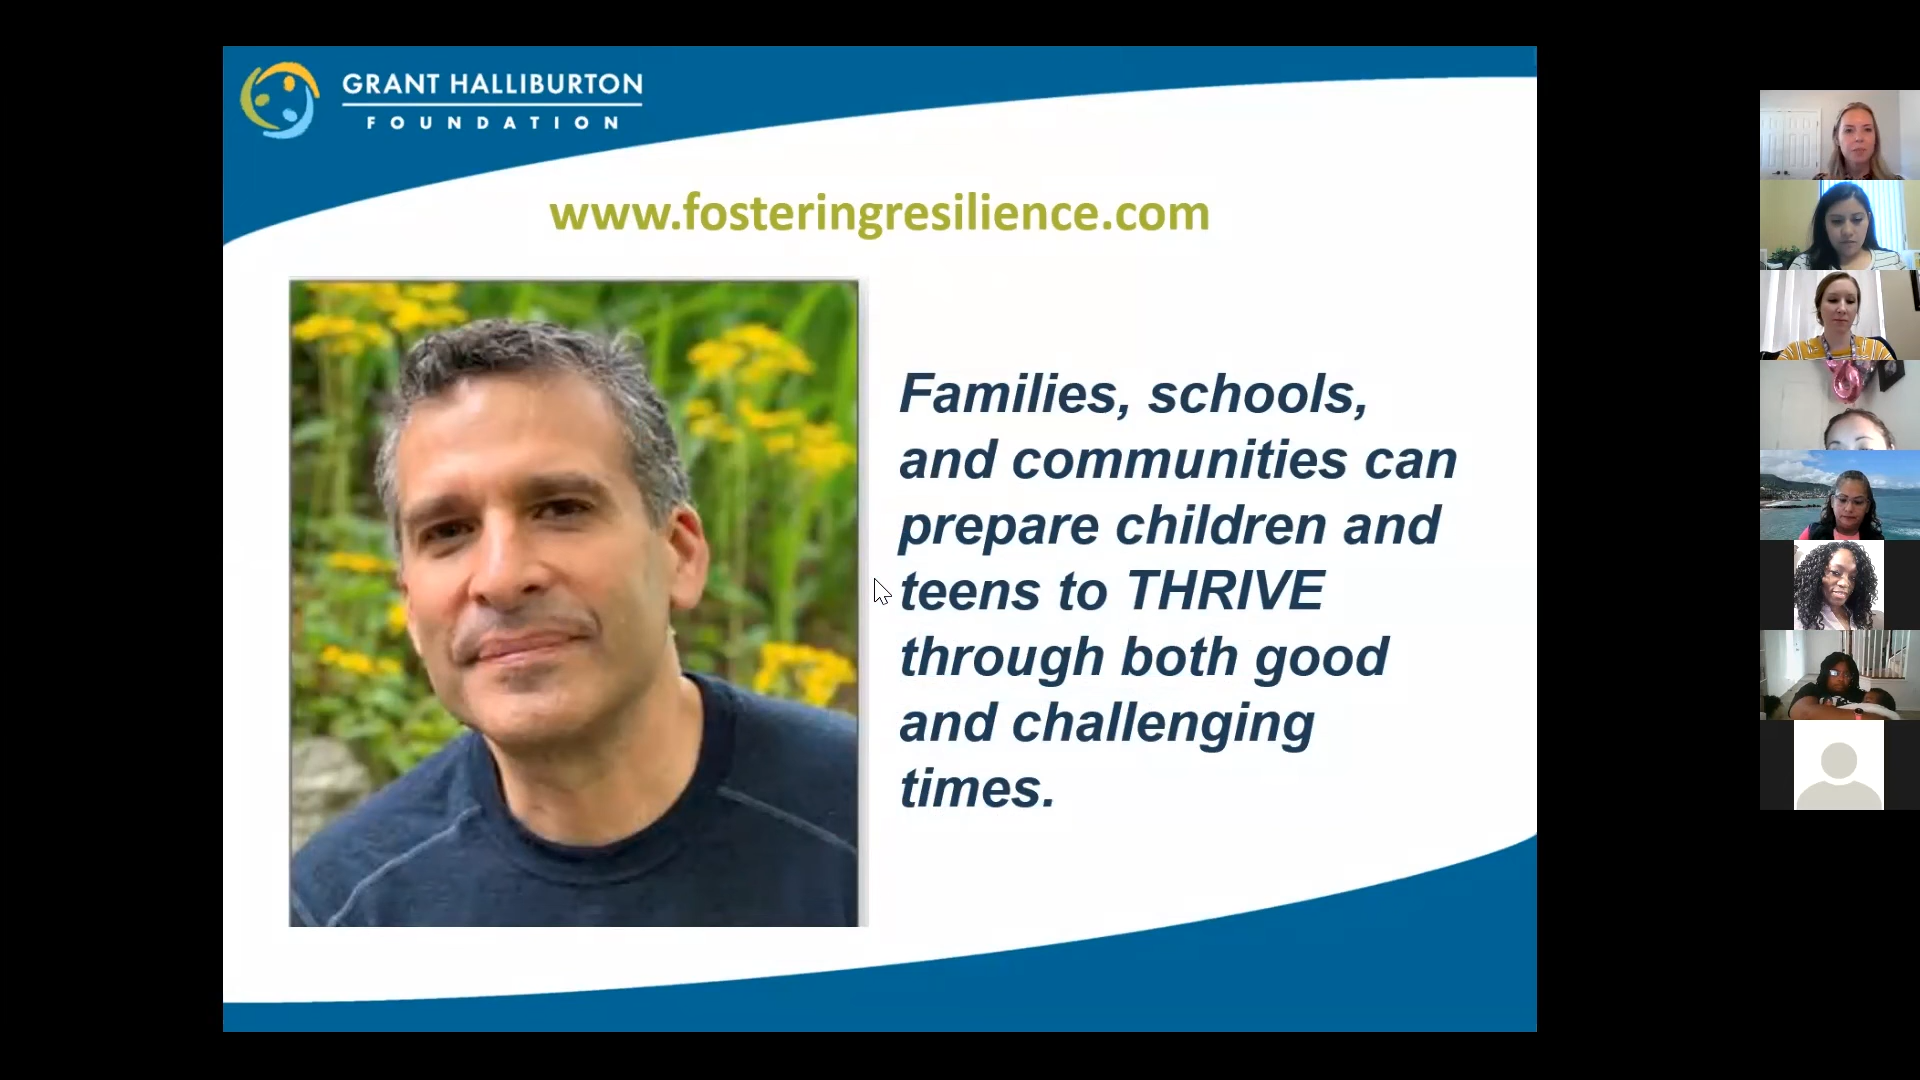 GRANT HALLIBURTON
FOUNDATION
www.fosteringresilience.com
Families, schools,
and communities can
prepare children and
teens to THRIVE
through both good
and challenging
times.